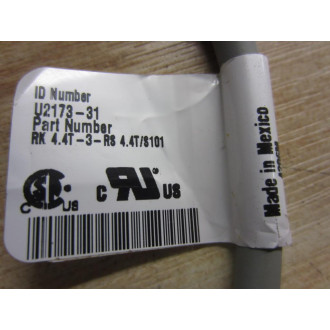 ID Number
U2173-31
Part Number
RK 4.4T-3-RS 4.4T/S101
C US
C US
Made in Mexico